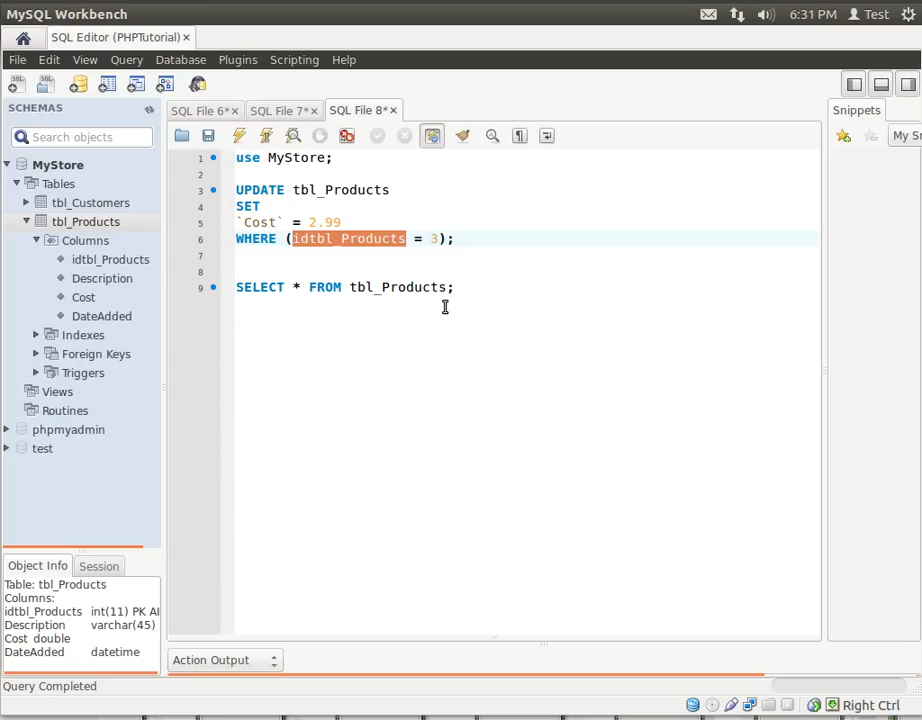 MySQL Workbench
6:31 PM
Test
SQL Editor (PHPTutorial) ×
File Edit View Query Database Plugins Scripting Help
SCHEMAS
Search objects
MyStore
Tables
tbl_Customers
tbl_Products
Columns
idtbl_Products
Description
Cost
DateAdded
Indexes
Foreign Keys
Triggers
Views
Routines
phpmyadmin
test
Object Info
Session
Table: tbl_Products
Columns:
idtbl_Products int(11) PK AI
Description varchar(45)
Cost double
DateAdded datetime
SQL File 6*× SQL File 7*× SQL File 8*×
1 use MyStore;
2
3 UPDATE tbl_Products
4 SET
5 `Cost` = 2.99
6 WHERE (idtbl_Products = 3);
7
8
9 SELECT * FROM tbl_Products;
Action Output
Snippets
My Sn
Query Completed
Right Ctrl